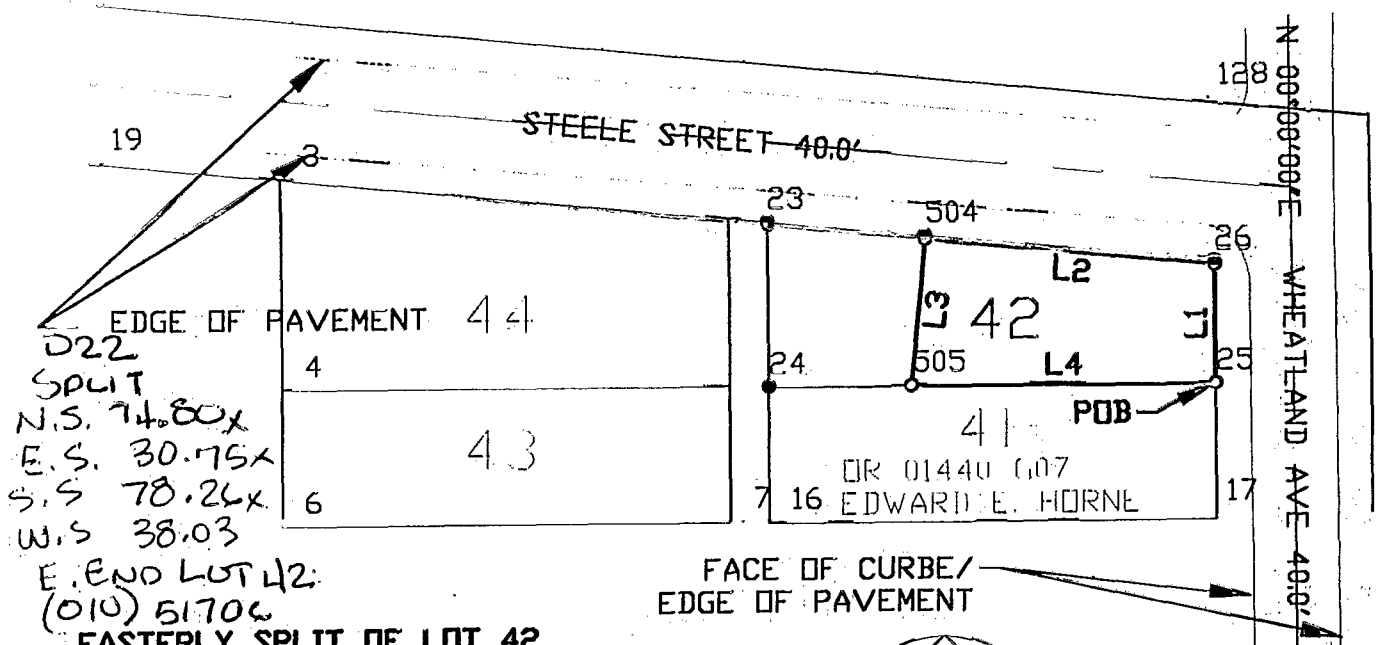 128
N 00°00'00"E WHEATLAND AVE 40.0'
STEELE STREET 40.0'
19
3
23
504
26
L2
L3
42
L1
EDGE OF PAVEMENT
44
D22
SPLIT
4
24
505
L4
25
POB
N.S. 74.80x
E.S. 30.75x
S.S 78.26x
W.S 38.03
43
41
OR 01440 G07
EDWARD E. HORNE
6
7
16
17
E. END LOT 42
(010) 51706
FACE OF CURBE/
EDGE OF PAVEMENT
EASTERLY SPLIT OF LOT 42